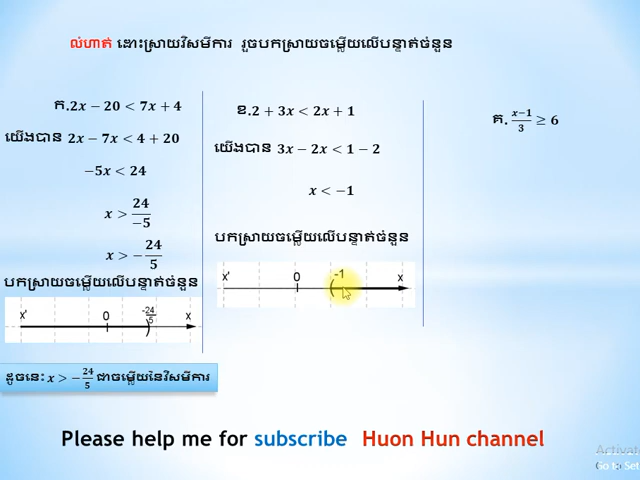 លំហាត់ ដោះស្រាយវិសមីការ រួចបកស្រាយចម្លើយលើបន្ទាត់ចំនួន
ក.2x − 20 < 7x + 4
យើងបាន 2x − 7x < 4 + 20
−5x < 24
x > 24/−5
x > −24/5
បកស្រាយចម្លើយលើបន្ទាត់ចំនួន
x' 0 -24/5 x
ដូចនេះ x > −24/5 ជាចម្លើយនៃវិសមីការ
ខ.2 + 3x < 2x + 1
យើងបាន 3x − 2x < 1 − 2
x < −1
បកស្រាយចម្លើយលើបន្ទាត់ចំនួន
x' 0 -1 x
គ. x−1/3 ≥ 6
Please help me for subscribe Huon Hun channel
Activate
Go to Set